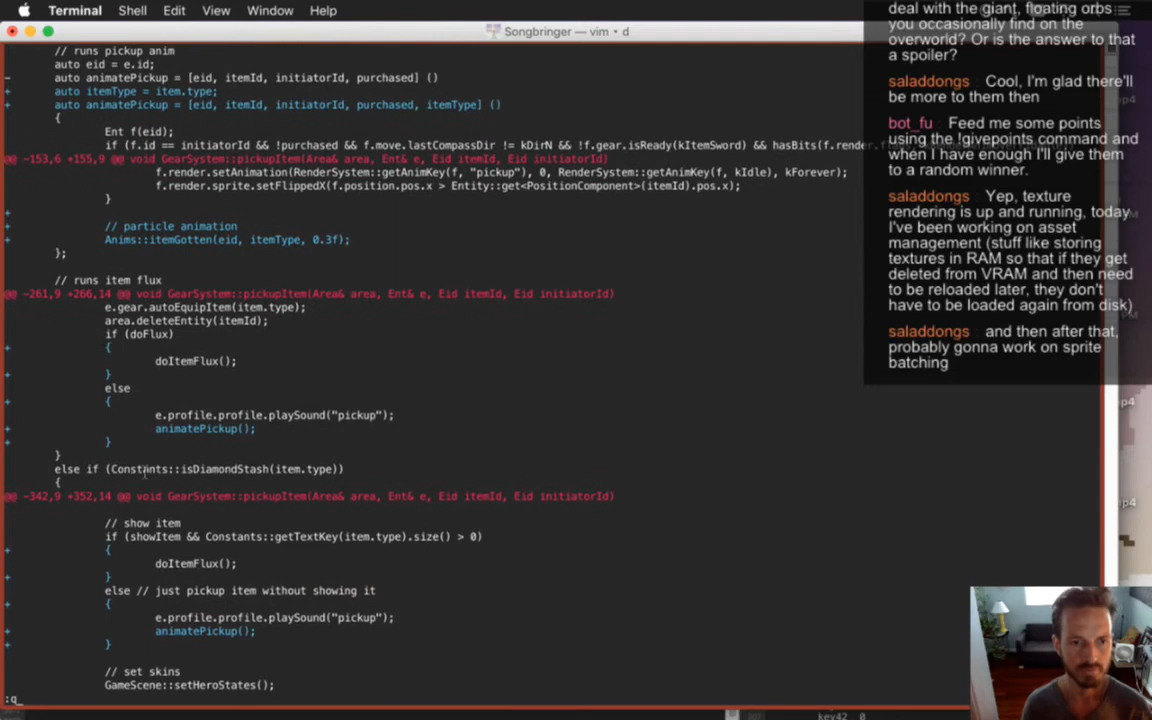 Terminal Shell Edit View Window Help
Songbringer — vim • d
// runs pickup anim
auto eid = e.id;
- auto animatePickup = [eid, itemId, initiatorId, purchased] ()
+ auto itemType = item.type;
+ auto animatePickup = [eid, itemId, initiatorId, purchased, itemType] ()
{
Ent f(eid);
if (f.id == initiatorId && !purchased && f.move.lastCompassDir != kDirN && !f.gear.isReady(kItemSword) && hasBits(f.render.
@@ -153,6 +155,9 @@ void GearSystem::pickupItem(Area& area, Ent& e, Eid itemId, Eid initiatorId)
f.render.setAnimation(RenderSystem::getAnimKey(f, "pickup"), 0, RenderSystem::getAnimKey(f, kIdle), kForever);
f.render.sprite.setFlippedX(f.position.pos.x > Entity::get<PositionComponent>(itemId).pos.x);
}
+
+ // particle animation
+ Anims::itemGotten(eid, itemType, 0.3f);
};
// runs item flux
@@ -261,9 +266,14 @@ void GearSystem::pickupItem(Area& area, Ent& e, Eid itemId, Eid initiatorId)
e.gear.autoEquipItem(item.type);
area.deleteEntity(itemId);
if (doFlux)
+ {
doItemFlux();
+ }
else
+ {
e.profile.profile.playSound("pickup");
+ animatePickup();
+ }
}
else if (Constants::isDiamondStash(item.type))
{
@@ -342,9 +352,14 @@ void GearSystem::pickupItem(Area& area, Ent& e, Eid itemId, Eid initiatorId)
// show item
if (showItem && Constants::getTextKey(item.type).size() > 0)
+ {
doItemFlux();
+ }
else // just pickup item without showing it
+ {
e.profile.profile.playSound("pickup");
+ animatePickup();
+ }
// set skins
GameScene::setHeroStates();
:q_
deal with the giant, floating orbs
you occasionally find on the
overworld? Or is the answer to that
a spoiler?
saladdongs Cool, I'm glad there'll
be more to them then
bot_fu Feed me some points
using the !givepoints command and
when I have enough I'll give them
to a random winner.
saladdongs Yep, texture
rendering is up and running, today
I've been working on asset
management (stuff like storing
textures in RAM so that if they get
deleted from VRAM and then need
to be reloaded later, they don't
have to be loaded again from disk)
saladdongs and then after that,
probably gonna work on sprite
batching
p4
PM
p4
p4
key42 0